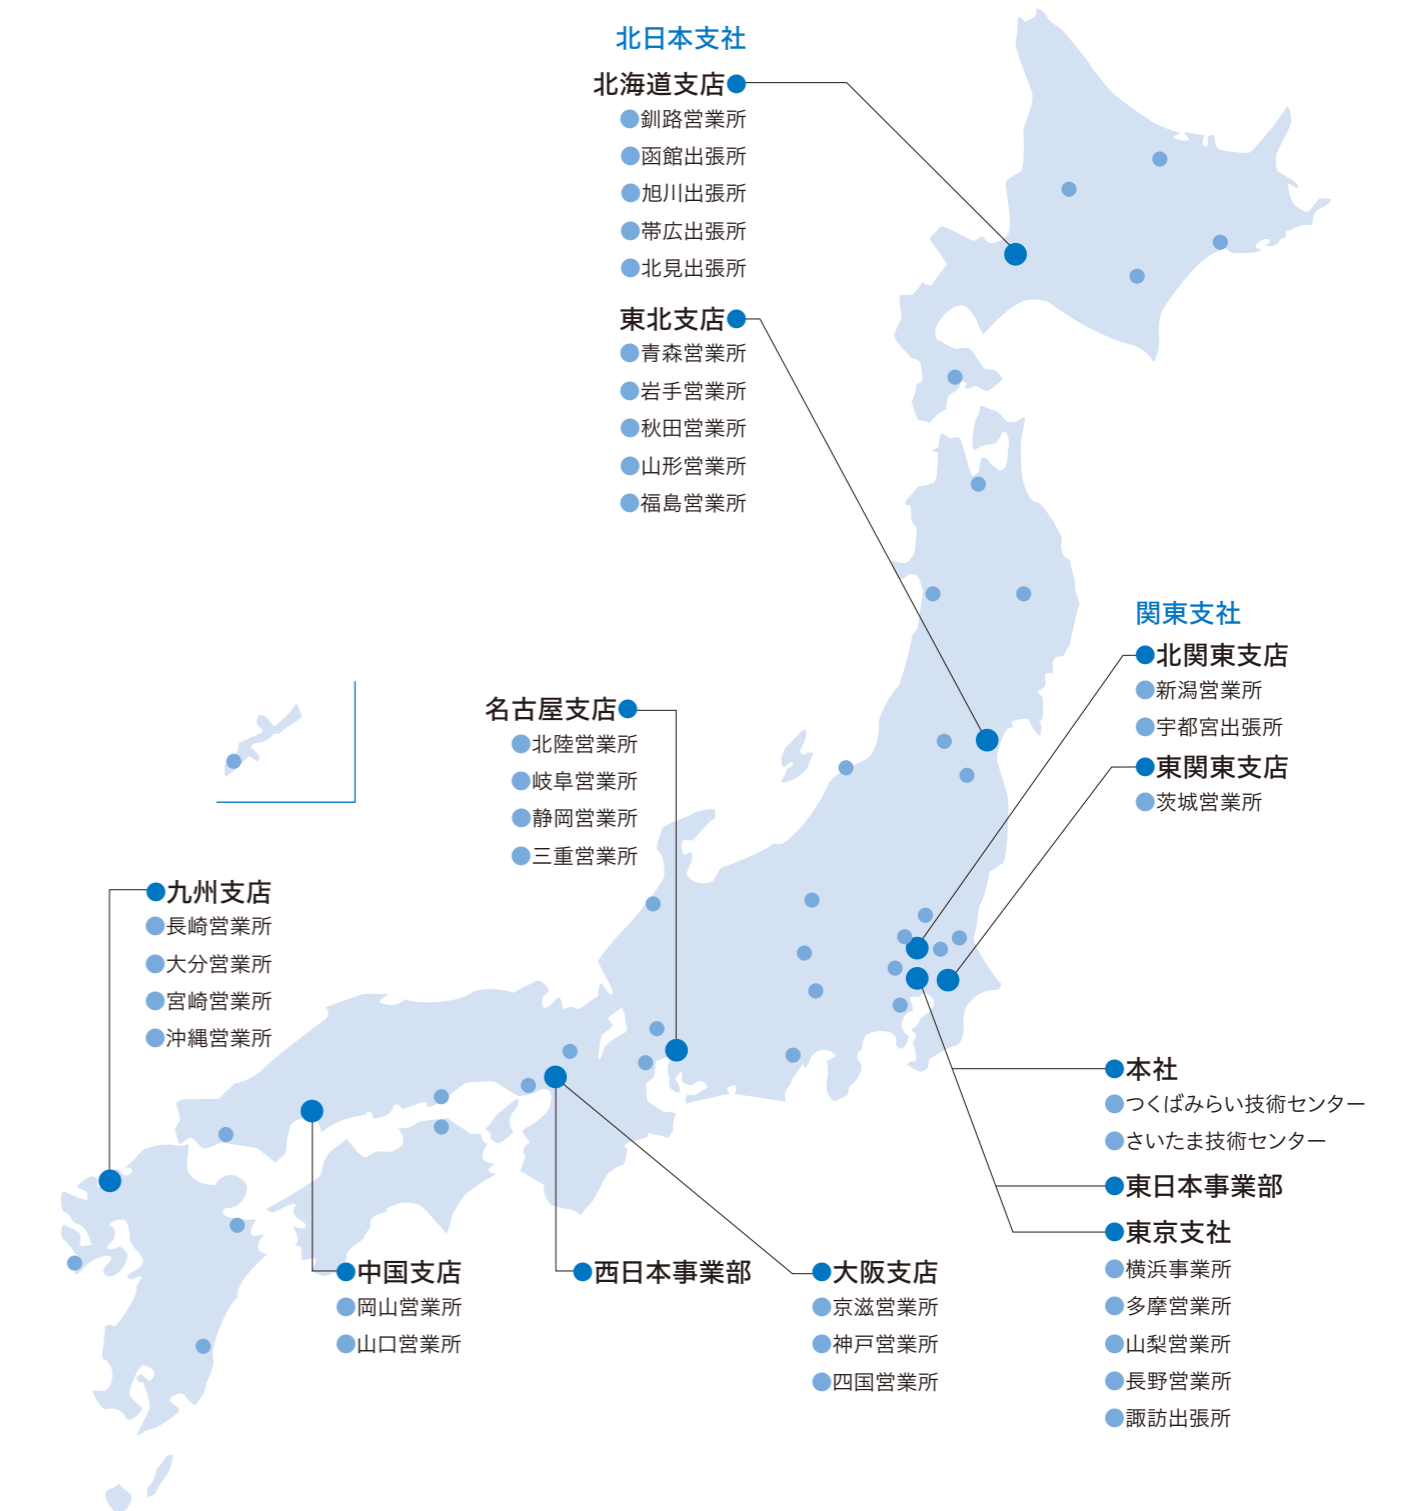 北日本支社
北海道支店
釧路営業所
函館出張所
旭川出張所
帯広出張所
北見出張所
東北支店
青森営業所
岩手営業所
秋田営業所
山形営業所
福島営業所
関東支社
北関東支店
新潟営業所
宇都宮出張所
東関東支店
茨城営業所
名古屋支店
北陸営業所
岐阜営業所
静岡営業所
三重営業所
九州支店
長崎営業所
大分営業所
宮崎営業所
沖縄営業所
本社
つくばみらい技術センター
さいたま技術センター
東日本事業部
東京支社
横浜事業所
多摩営業所
山梨営業所
長野営業所
諏訪出張所
中国支店
岡山営業所
山口営業所
西日本事業部
大阪支店
京滋営業所
神戸営業所
四国営業所